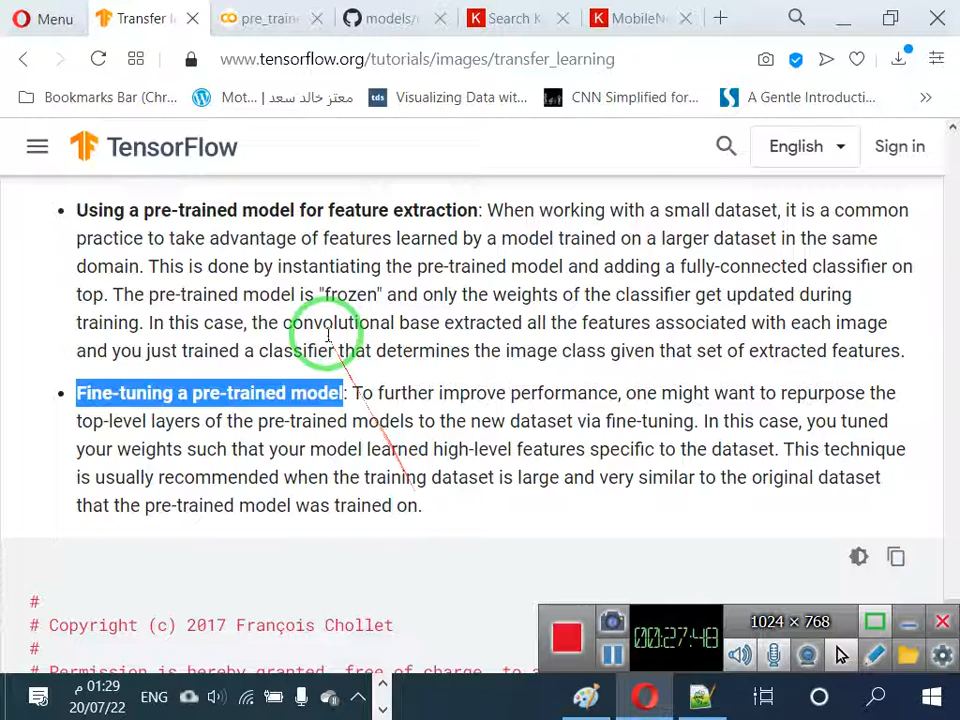 Menu
Transfer l
pre_train
models/
Search K
MobileNe
www.tensorflow.org/tutorials/images/transfer_learning
Bookmarks Bar (Chr...
معتز خالد سعد | Mot...
tds
Visualizing Data wit...
CNN Simplified for...
A Gentle Introducti...
TensorFlow
English
Sign in
Using a pre-trained model for feature extraction: When working with a small dataset, it is a common
practice to take advantage of features learned by a model trained on a larger dataset in the same
domain. This is done by instantiating the pre-trained model and adding a fully-connected classifier on
top. The pre-trained model is "frozen" and only the weights of the classifier get updated during
training. In this case, the convolutional base extracted all the features associated with each image
and you just trained a classifier that determines the image class given that set of extracted features.
Fine-tuning a pre-trained model: To further improve performance, one might want to repurpose the
top-level layers of the pre-trained models to the new dataset via fine-tuning. In this case, you tuned
your weights such that your model learned high-level features specific to the dataset. This technique
is usually recommended when the training dataset is large and very similar to the original dataset
that the pre-trained model was trained on.
#
# Copyright (c) 2017 François Chollet
#
# Permission is hereby granted, free of charge, to a
00:27:48
1024 × 768
01:29 م
ENG
20/07/22